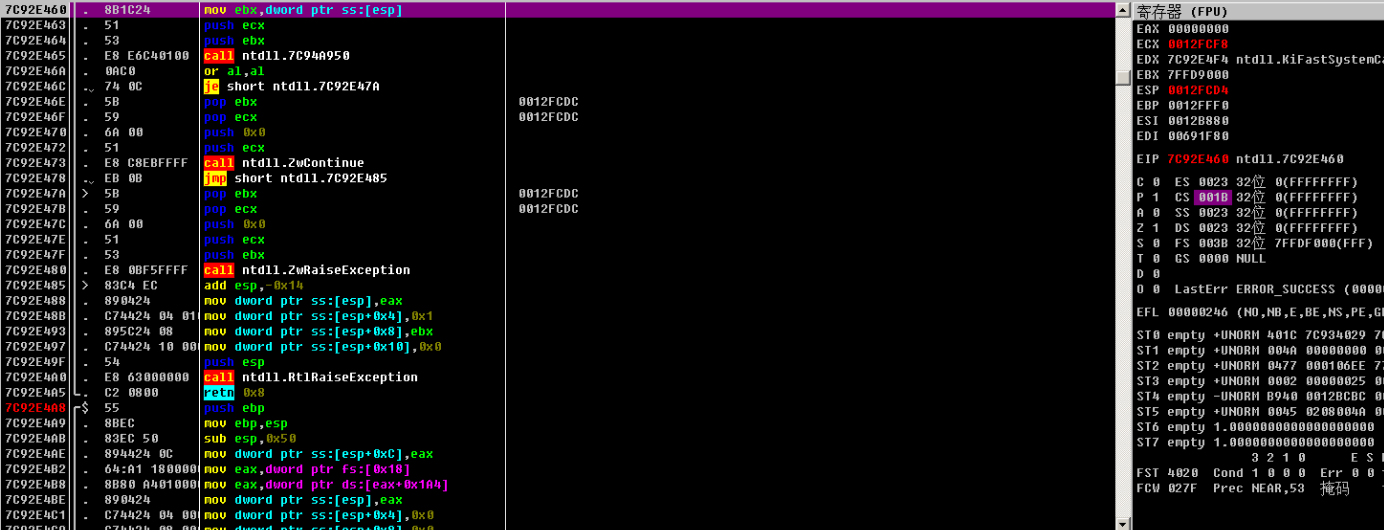 7C92E460 . 8B1C24 mov ebx,dword ptr ss:[esp]
7C92E463 . 51 push ecx
7C92E464 . 53 push ebx
7C92E465 . E8 E6C40100 call ntdll.7C94A950
7C92E46A . 0AC0 or al,al
7C92E46C . 74 0C je short ntdll.7C92E47A
7C92E46E . 5B pop ebx 0012FCDC
7C92E46F . 59 pop ecx 0012FCDC
7C92E470 . 6A 00 push 0x0
7C92E472 . 51 push ecx
7C92E473 . E8 C8EBFFFF call ntdll.ZwContinue
7C92E478 . EB 0B jmp short ntdll.7C92E485
7C92E47A > 5B pop ebx 0012FCDC
7C92E47B . 59 pop ecx 0012FCDC
7C92E47C . 6A 00 push 0x0
7C92E47E . 51 push ecx
7C92E47F . 53 push ebx
7C92E480 . E8 0BF5FFFF call ntdll.ZwRaiseException
7C92E485 > 83C4 EC add esp,-0x14
7C92E488 . 890424 mov dword ptr ss:[esp],eax
7C92E48B . C74424 04 01 mov dword ptr ss:[esp+0x4],0x1
7C92E493 . 895C24 08 mov dword ptr ss:[esp+0x8],ebx
7C92E497 . C74424 10 00 mov dword ptr ss:[esp+0x10],0x0
7C92E49F . 54 push esp
7C92E4A0 . E8 63000000 call ntdll.RtlRaiseException
7C92E4A5 . C2 0800 retn 0x8
7C92E4A8 $ 55 push ebp
7C92E4A9 . 8BEC mov ebp,esp
7C92E4AB . 83EC 50 sub esp,0x50
7C92E4AE . 894424 0C mov dword ptr ss:[esp+0xC],eax
7C92E4B2 . 64:A1 180000 mov eax,dword ptr fs:[0x18]
7C92E4B8 . 8B80 A4010000 mov eax,dword ptr ds:[eax+0x1A4]
7C92E4BE . 890424 mov dword ptr ss:[esp],eax
7C92E4C1 . C74424 04 00 mov dword ptr ss:[esp+0x4],0x0
寄存器 (FPU)
EAX 00000000
ECX 0012FCF8
EDX 7C92E4F4 ntdll.KiFastSystemCa
EBX 7FFD9000
ESP 0012FCD4
EBP 0012FFF0
ESI 0012B880
EDI 00691F80
EIP 7C92E460 ntdll.7C92E460
C 0 ES 0023 32位 0(FFFFFFFF)
P 1 CS 001B 32位 0(FFFFFFFF)
A 0 SS 0023 32位 0(FFFFFFFF)
Z 1 DS 0023 32位 0(FFFFFFFF)
S 0 FS 003B 32位 7FFDF000(FFF)
T 0 GS 0000 NULL
D 0
O 0 LastErr ERROR_SUCCESS (00000
EFL 00000246 (NO,NB,E,BE,NS,PE,GE
ST0 empty +UNORM 401C 7C934029
ST1 empty +UNORM 004A 00000000
ST2 empty +UNORM 0477 000106EE
ST3 empty +UNORM 0002 00000025
ST4 empty -UNORM B940 0012BCBC
ST5 empty +UNORM 0045 0208004A
ST6 empty 1.0000000000000000000
ST7 empty 1.0000000000000000000
3 2 1 0 E S
FST 4020 Cond 1 0 0 0 Err 0 0
FCW 027F Prec NEAR,53 掩码